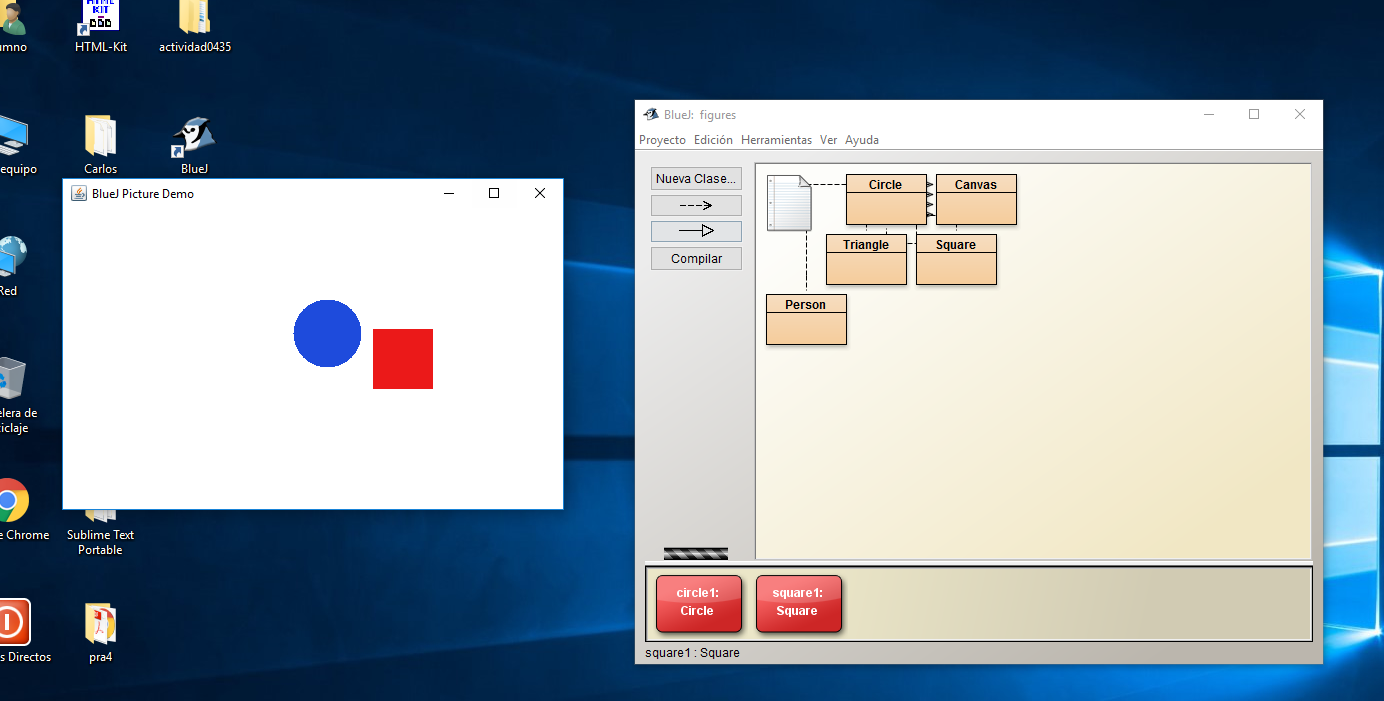 umno
HTML-Kit
actividad0435
HTML
KIT
equipo
Carlos
BlueJ
Red
elera de
iclaje
e Chrome
Sublime Text
Portable
s Directos
pra4
BlueJ Picture Demo
BlueJ: figures
Proyecto Edición Herramientas Ver Ayuda
Nueva Clase...
Compilar
Circle
Canvas
Triangle
Square
Person
circle1:
Circle
square1:
Square
square1 : Square